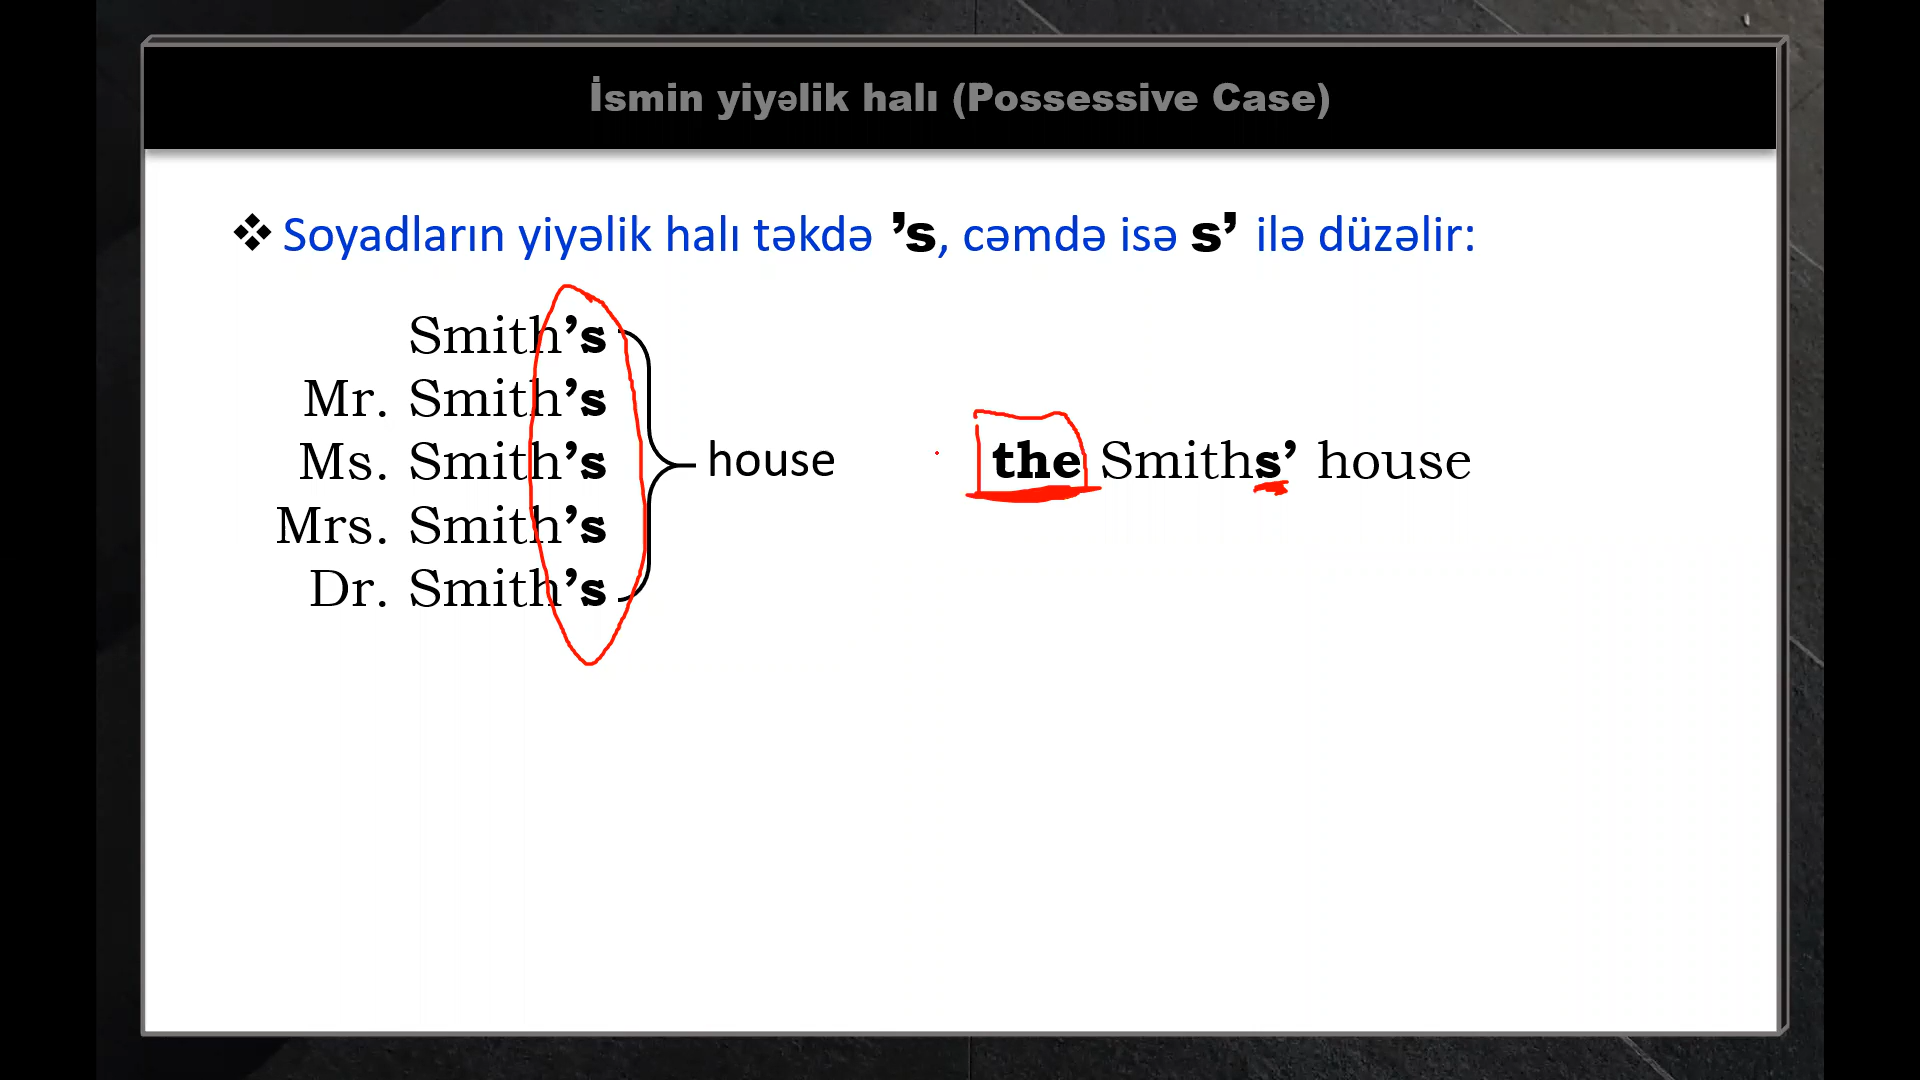 İsmin yiyəlik halı (Possessive Case)
❖ Soyadların yiyəlik halı təkdə ’s, cəmdə isə s’ ilə düzəlir:
Smith’s
Mr. Smith’s
Ms. Smith’s
Mrs. Smith’s
Dr. Smith’s
house
the Smiths’ house